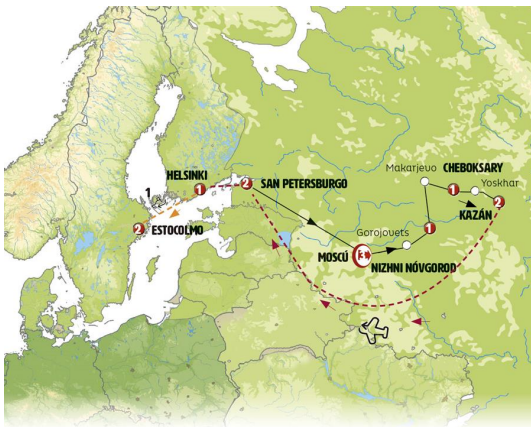 Makarjevo
CHEBOKSARY
1
Yoskhar
HELSINKI
1
2
SAN PETERSBURGO
2
KAZÁN
1
2
ESTOCOLMO
Gorojovets
1
MOSCÚ
3
NIZHNI NÓVGOROD